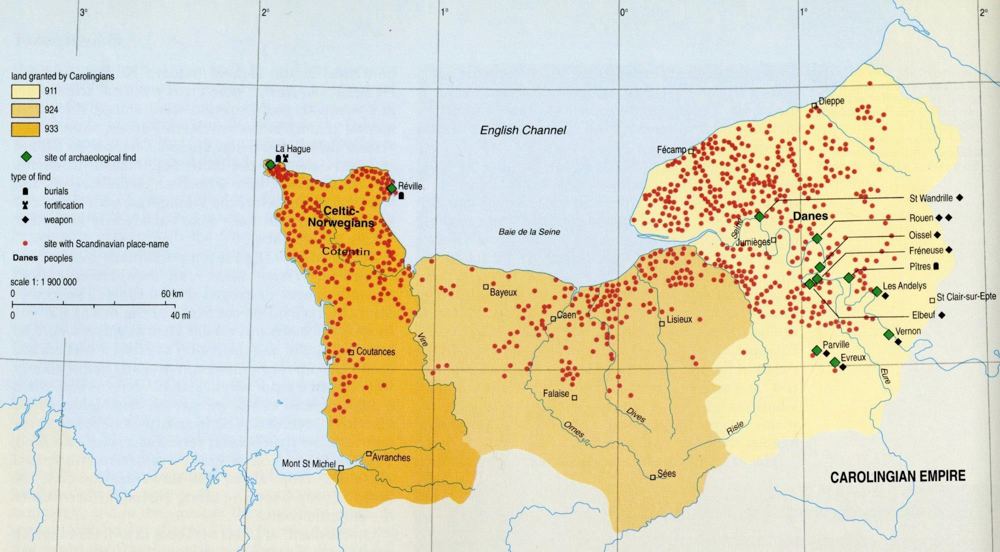 3°
2°
1°
0°
1°
2°
land granted by Carolingians
911
924
933
site of archaeological find
type of find
burials
fortification
weapon
site with Scandinavian place-name
Danes peoples
scale 1: 1 900 000
0 60 km
0 40 mi
English Channel
Baie de la Seine
La Hague
Réville
Celtic-
Norwegians
Cotentin
Coutances
Vire
Avranches
Mont St Michel
Bayeux
Caen
Lisieux
Falaise
Ornes
Dives
Risle
Sées
Dieppe
Fécamp
Seine
Jumièges
Danes
St Wandrille
Rouen
Oissel
Fréneuse
Pîtres
Les Andelys
St Clair-sur-Epte
Elbeuf
Vernon
Parville
Evreux
Eure
CAROLINGIAN EMPIRE